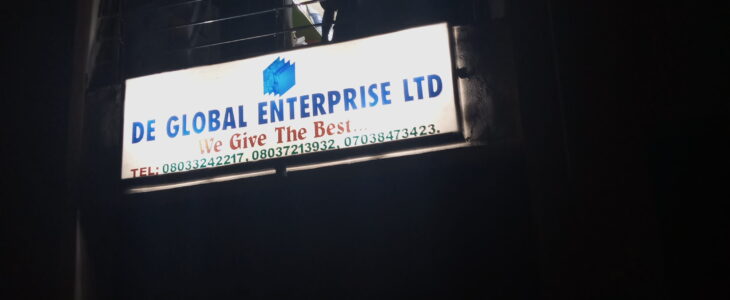 DE GLOBAL ENTERPRISE LTD
We Give The Best...
TEL: 08033242217, 08037213932, 07038473423.